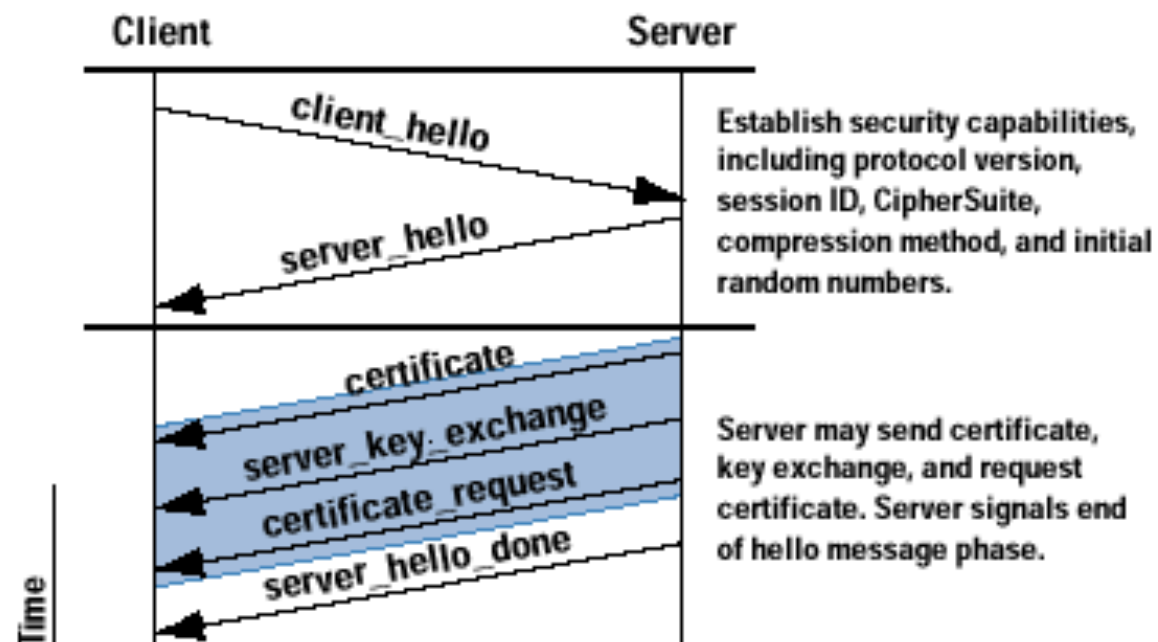 Client
Server
client_hello
Establish security capabilities,
including protocol version,
session ID, CipherSuite,
compression method, and initial
random numbers.
server_hello
certificate
server_key_exchange
certificate_request
server_hello_done
Server may send certificate,
key exchange, and request
certificate. Server signals end
of hello message phase.
Time